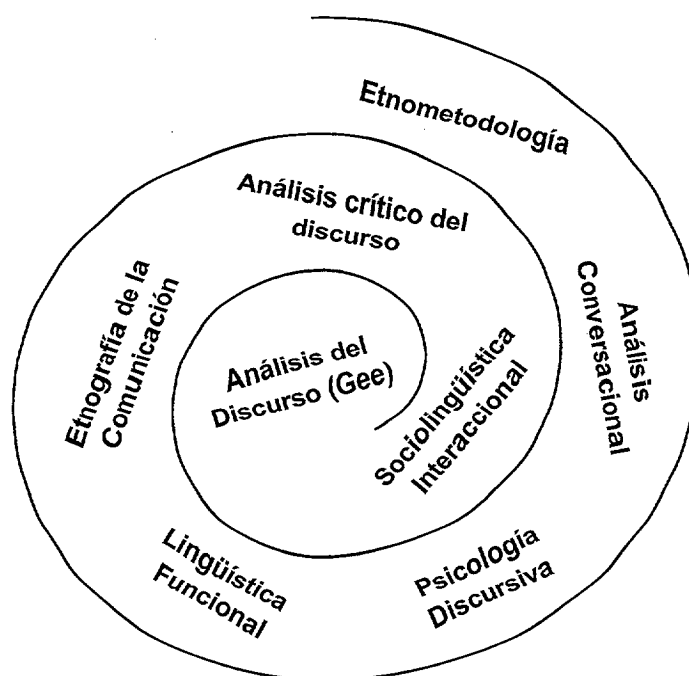 Etnometodología
Análisis crítico del
discurso
Etnografía de la
Comunicación
Análisis
Conversacional
Análisis del
Discurso (Gee)
Sociolingüística
Interaccional
Lingüística
Funcional
Psicología
Discursiva